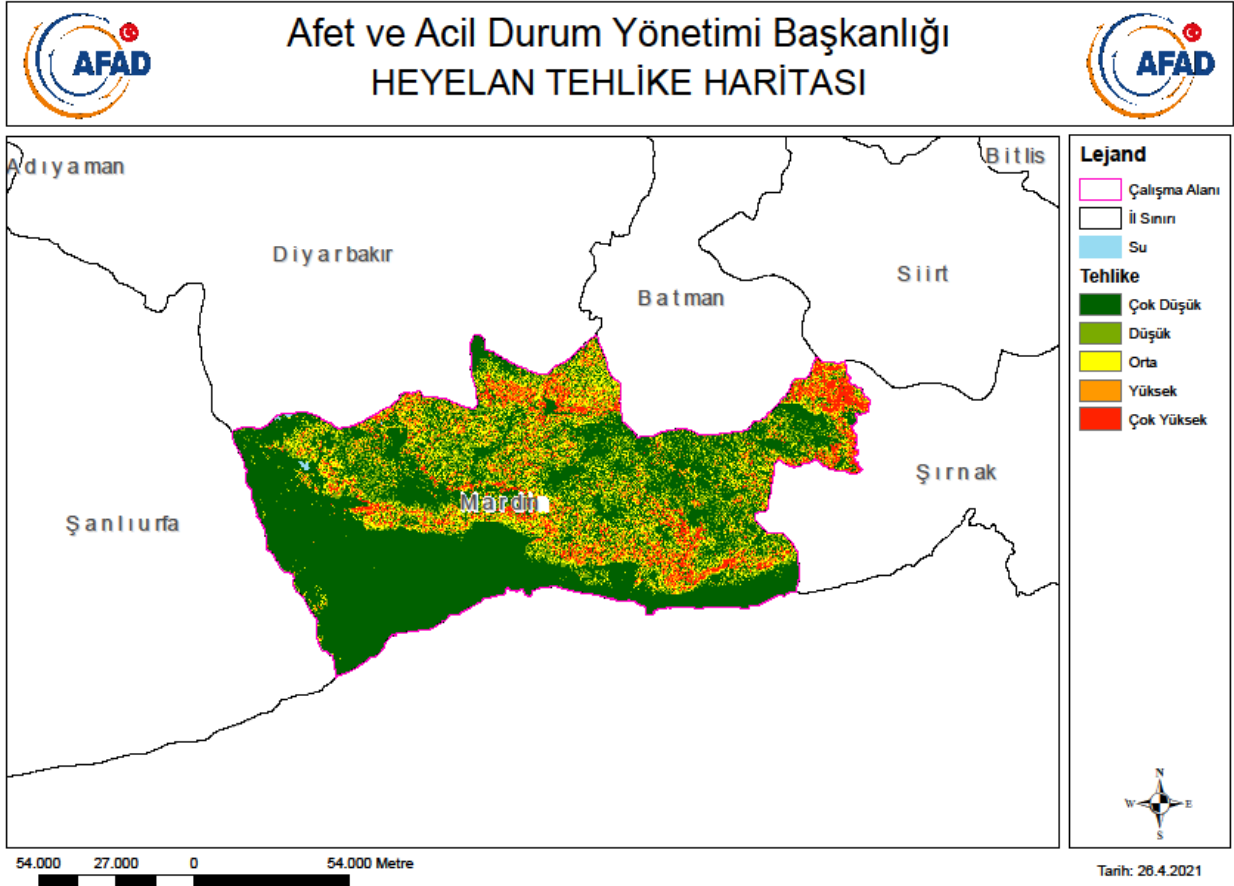 Afet ve Acil Durum Yönetimi Başkanlığı
HEYELAN TEHLİKE HARİTASI
AFAD
AFAD
Adıyaman
Bitlis
Diyarbakır
Siirt
Batman
Şırnak
Mardin
Şanlıurfa
Lejand
Çalışma Alanı
İl Sınırı
Su
Tehlike
Çok Düşük
Düşük
Orta
Yüksek
Çok Yüksek
N
W E
S
54.000 27.000 0 54.000 Metre
Tarih: 26.4.2021